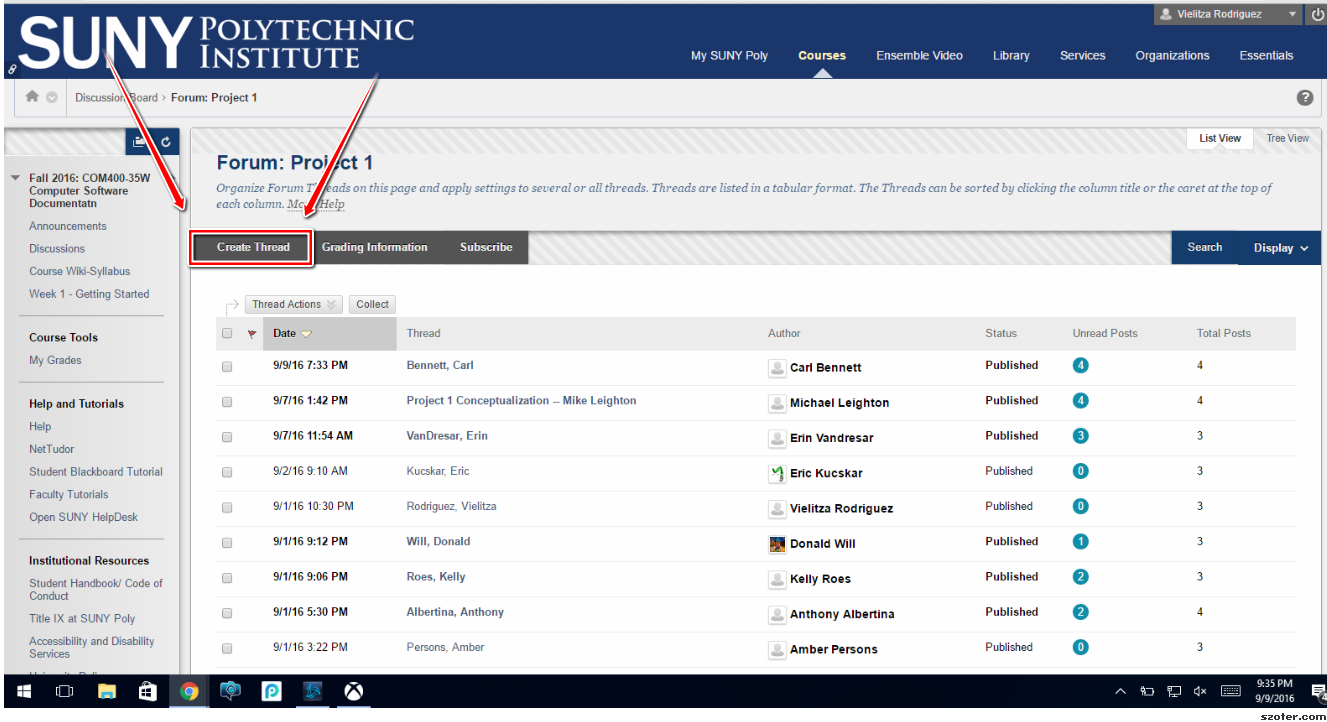 Vielitza Rodriguez
SUNY POLYTECHNIC
INSTITUTE
My SUNY Poly Courses Ensemble Video Library Services Organizations Essentials
Discussion Board > Forum: Project 1
?
List View Tree View
Fall 2016: COM400-35W
Computer Software
Documentatn
Announcements
Discussions
Course Wiki-Syllabus
Week 1 - Getting Started
Course Tools
My Grades
Help and Tutorials
Help
NetTudor
Student Blackboard Tutorial
Faculty Tutorials
Open SUNY HelpDesk
Institutional Resources
Student Handbook/ Code of
Conduct
Title IX at SUNY Poly
Accessibility and Disability
Services
Forum: Project 1
Organize Forum Threads on this page and apply settings to several or all threads. Threads are listed in a tabular format. The Threads can be sorted by clicking the column title or the caret at the top of
each column. More Help
Create Thread Grading Information Subscribe Search Display
Thread Actions Collect
Date Thread Author Status Unread Posts Total Posts
9/9/16 7:33 PM Bennett, Carl Carl Bennett Published 4 4
9/7/16 1:42 PM Project 1 Conceptualization -- Mike Leighton Michael Leighton Published 4 4
9/7/16 11:54 AM VanDresar, Erin Erin Vandresar Published 3 3
9/2/16 9:10 AM Kucskar, Eric Eric Kucskar Published 0 3
9/1/16 10:30 PM Rodriguez, Vielitza Vielitza Rodriguez Published 0 3
9/1/16 9:12 PM Will, Donald Donald Will Published 1 3
9/1/16 9:06 PM Roes, Kelly Kelly Roes Published 2 3
9/1/16 5:30 PM Albertina, Anthony Anthony Albertina Published 2 4
9/1/16 3:22 PM Persons, Amber Amber Persons Published 0 3
9:35 PM
9/9/2016
4
szoter.com